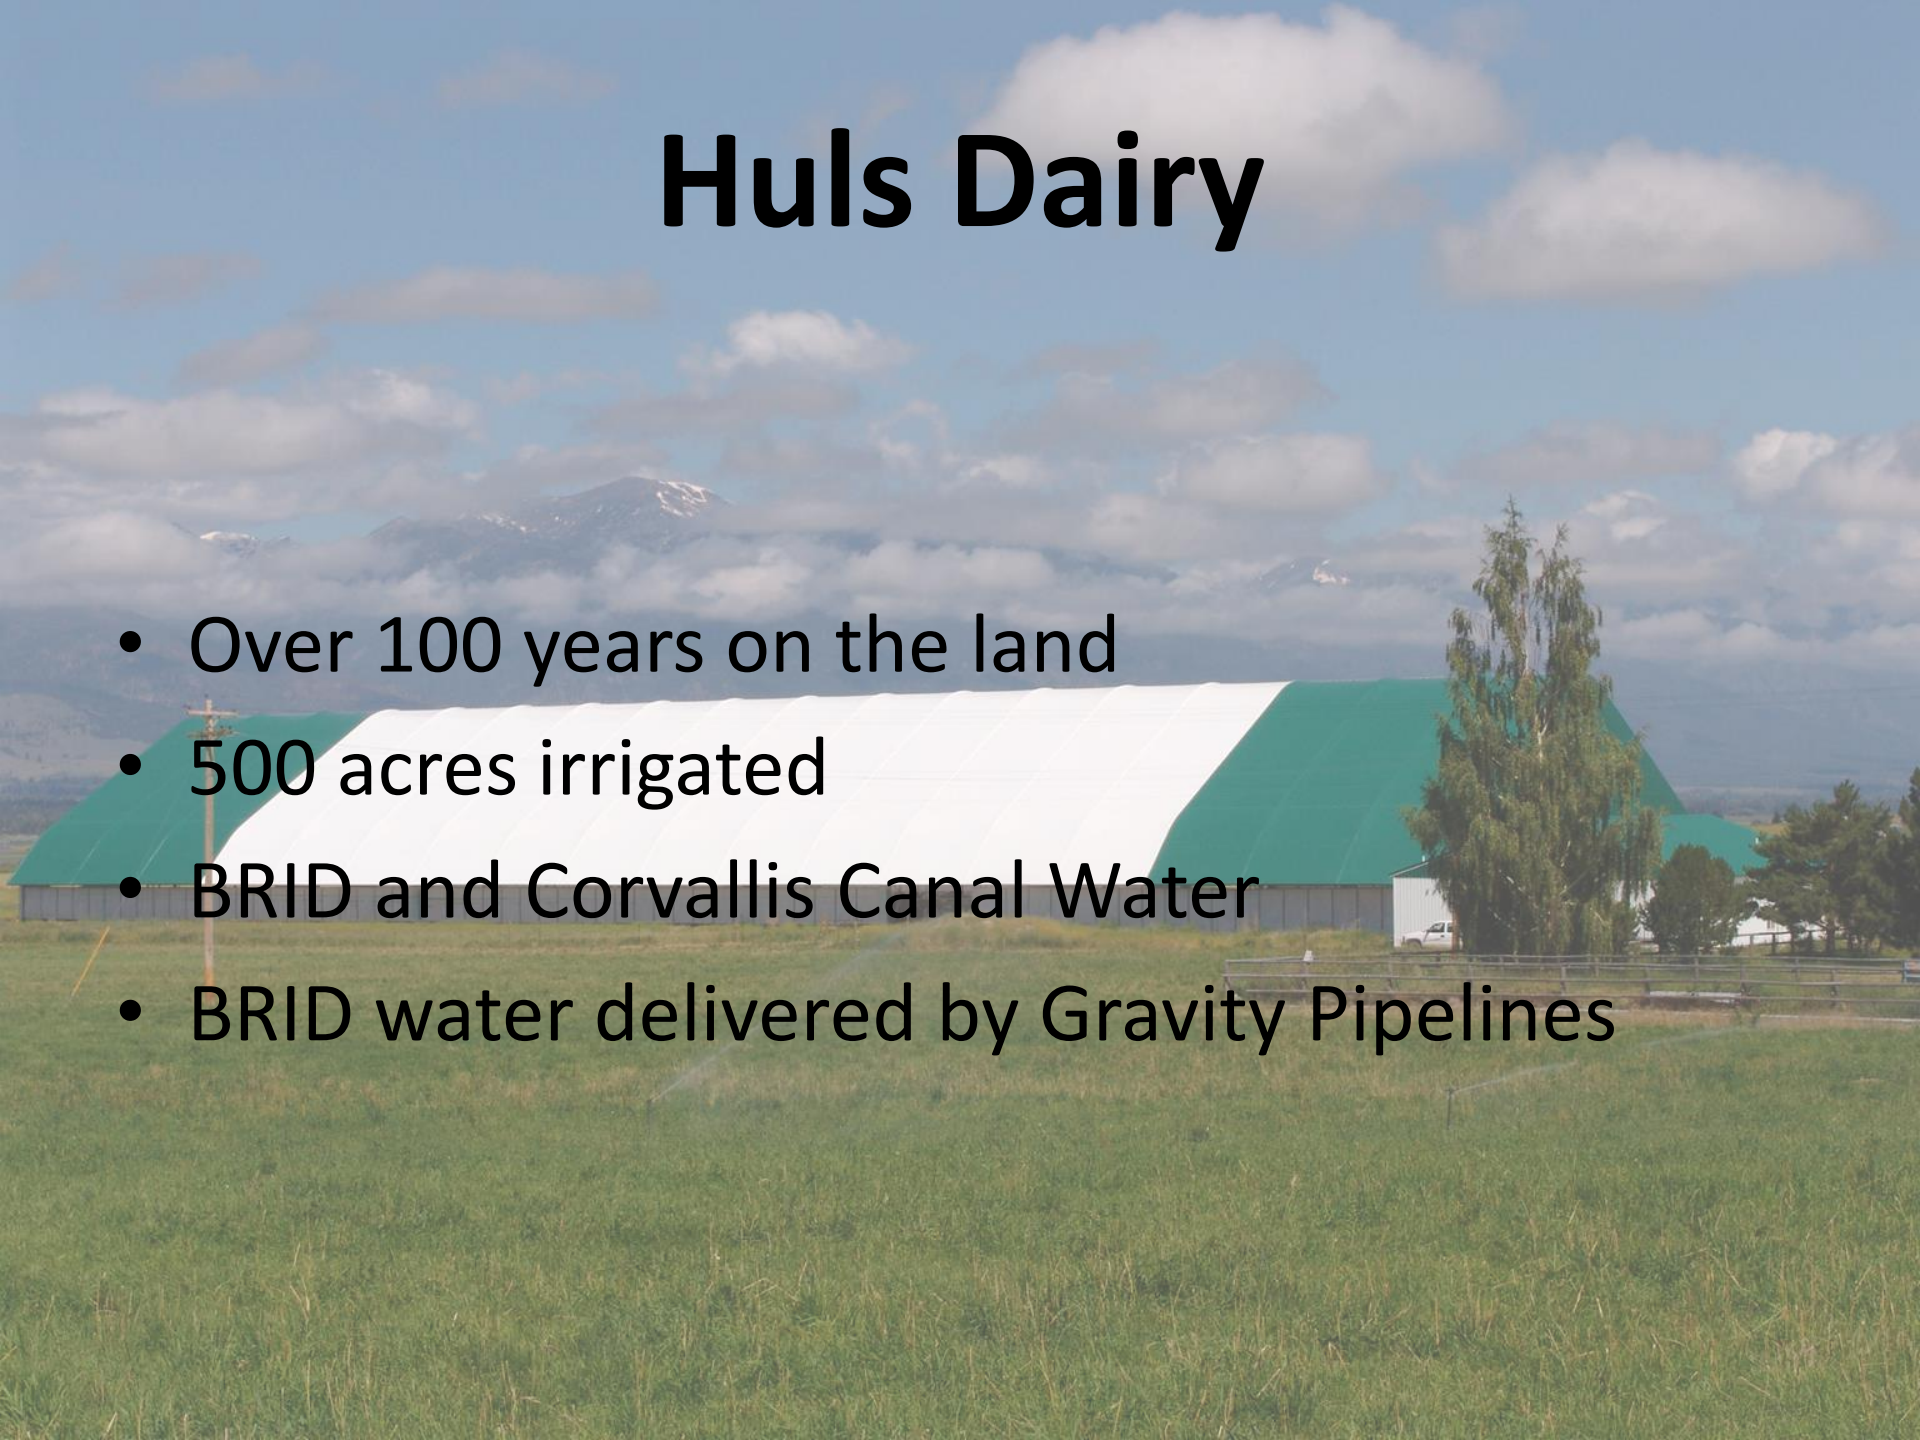 Huls Dairy
• Over 100 years on the land
• 500 acres irrigated
• BRID and Corvallis Canal Water
• BRID water delivered by Gravity Pipelines